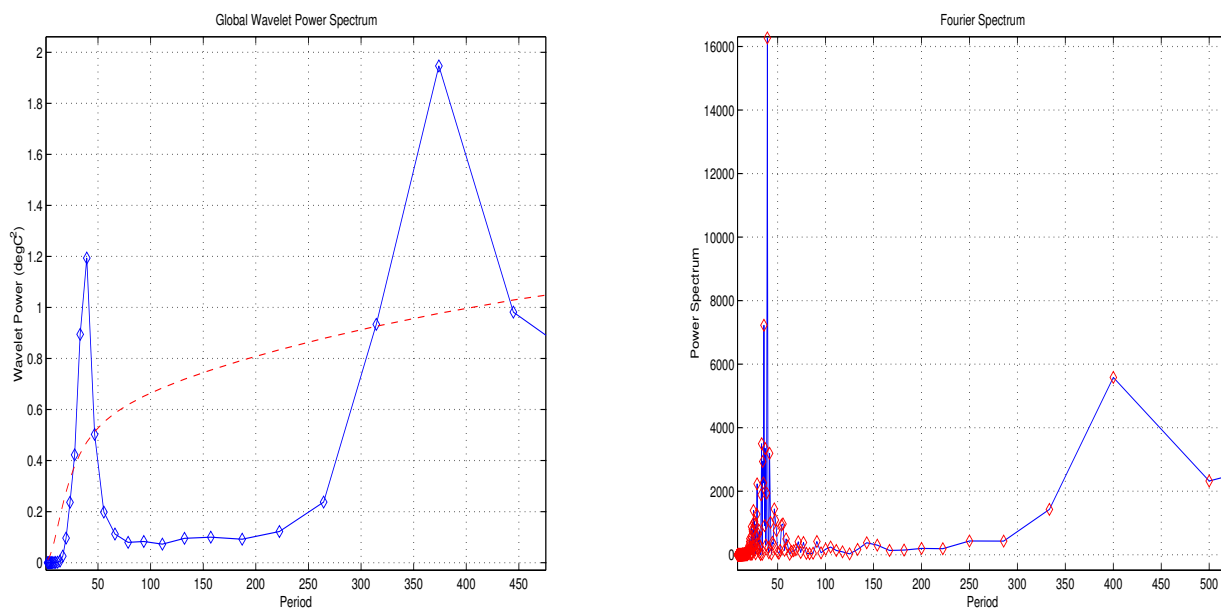 Global Wavelet Power Spectrum
2
1.8
1.6
1.4
1.2
1
0.8
0.6
0.4
0.2
0
Wavelet Power (degC²)
50 100 150 200 250 300 350 400 450
Period
Fourier Spectrum
16000
14000
12000
10000
8000
6000
4000
2000
0
Power Spectrum
50 100 150 200 250 300 350 400 450 500
Period